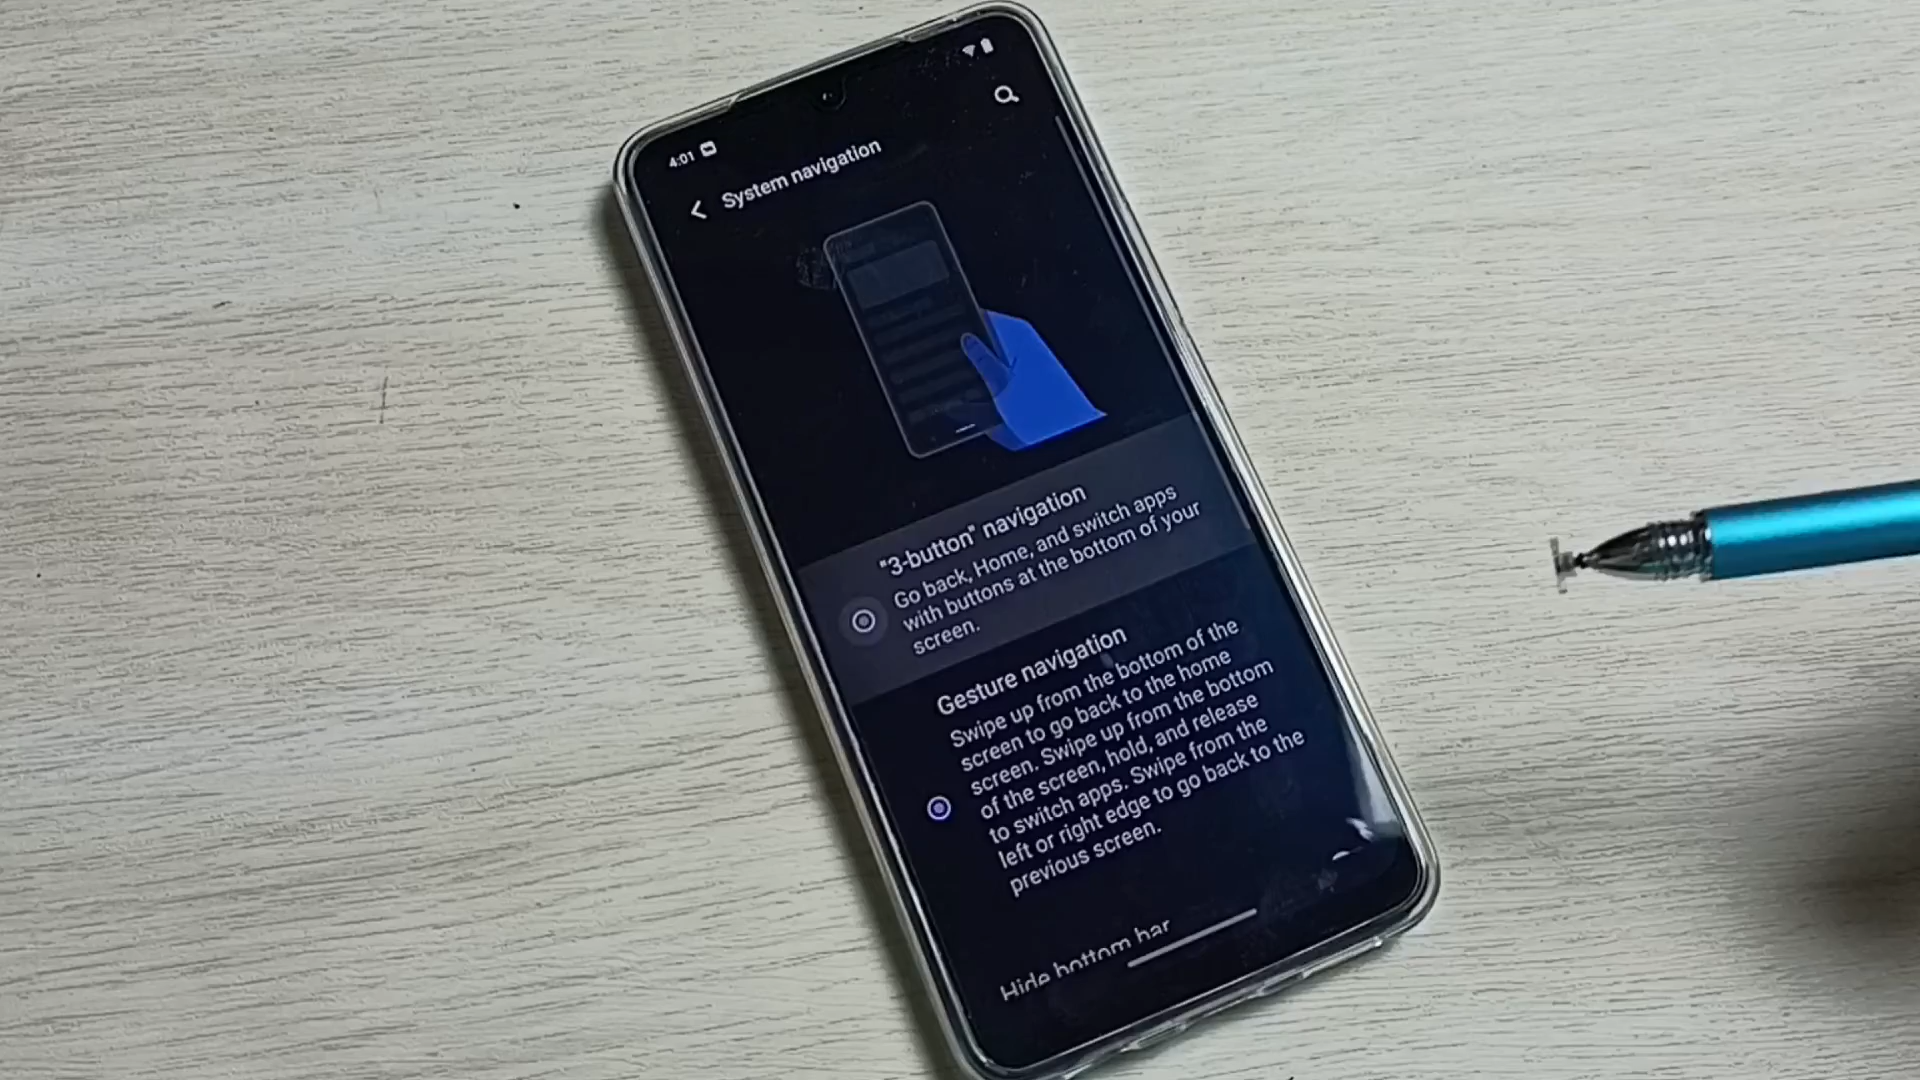 4:01
System navigation
"3-button" navigation
Go back, Home, and switch apps
with buttons at the bottom of your
screen.
Gesture navigation
Swipe up from the bottom of the
screen to go back to the home
screen. Swipe up from the bottom
of the screen, hold, and release
to switch apps. Swipe from the
left or right edge to go back to the
previous screen.
Hide bottom bar